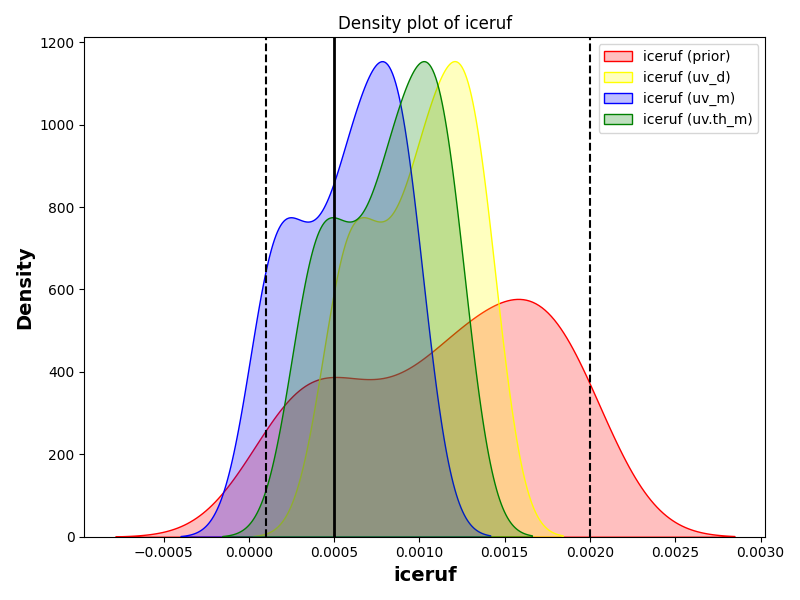 Density plot of iceruf
1200
1000
800
600
400
200
0
Density
iceruf (prior)
iceruf (uv_d)
iceruf (uv_m)
iceruf (uv.th_m)
−0.0005 0.0000 0.0005 0.0010 0.0015 0.0020 0.0025 0.0030
iceruf